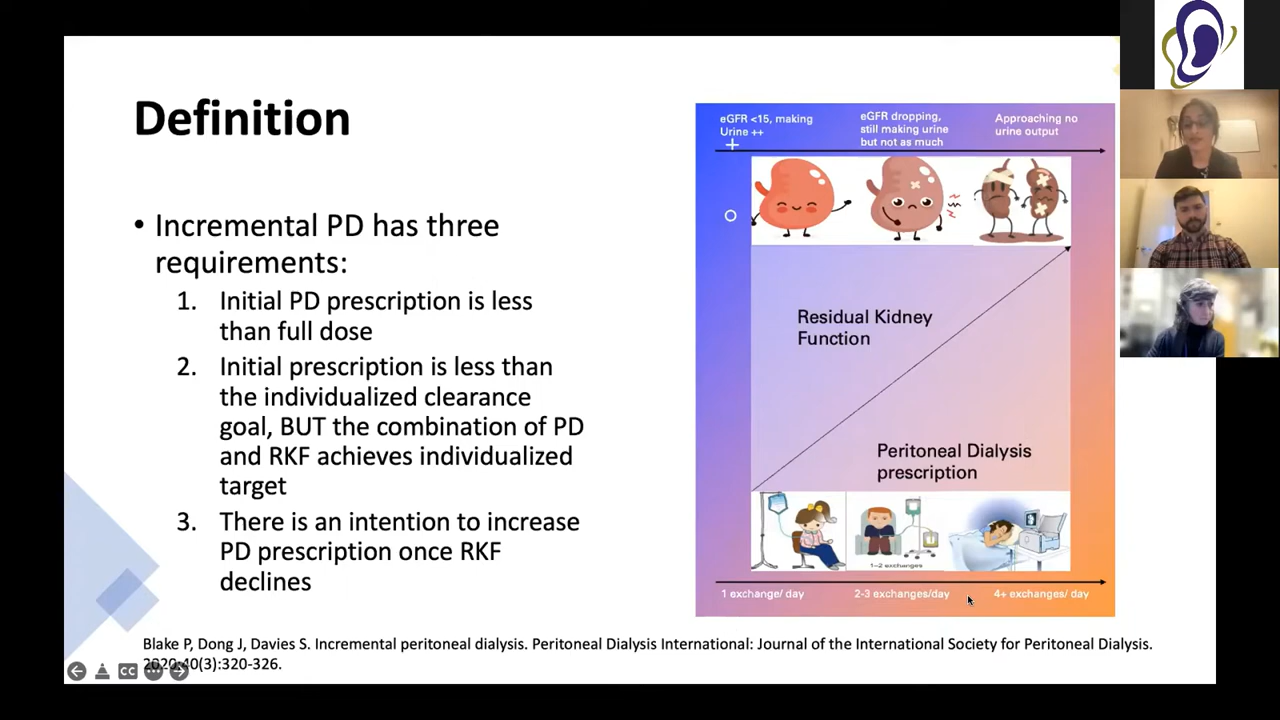 Definition
• Incremental PD has three
requirements:
1. Initial PD prescription is less
than full dose
2. Initial prescription is less than
the individualized clearance
goal, BUT the combination of PD
and RKF achieves individualized
target
3. There is an intention to increase
PD prescription once RKF
declines
eGFR <15, making
Urine ++
eGFR dropping,
still making urine
but not as much
Approaching no
urine output
Residual Kidney
Function
Peritoneal Dialysis
prescription
1–2 exchanges
1 exchange/ day
2-3 exchanges/day
4+ exchanges/ day
Blake P, Dong J, Davies S. Incremental peritoneal dialysis. Peritoneal Dialysis International: Journal of the International Society for Peritoneal Dialysis.
2020;40(3):320-326.
CC